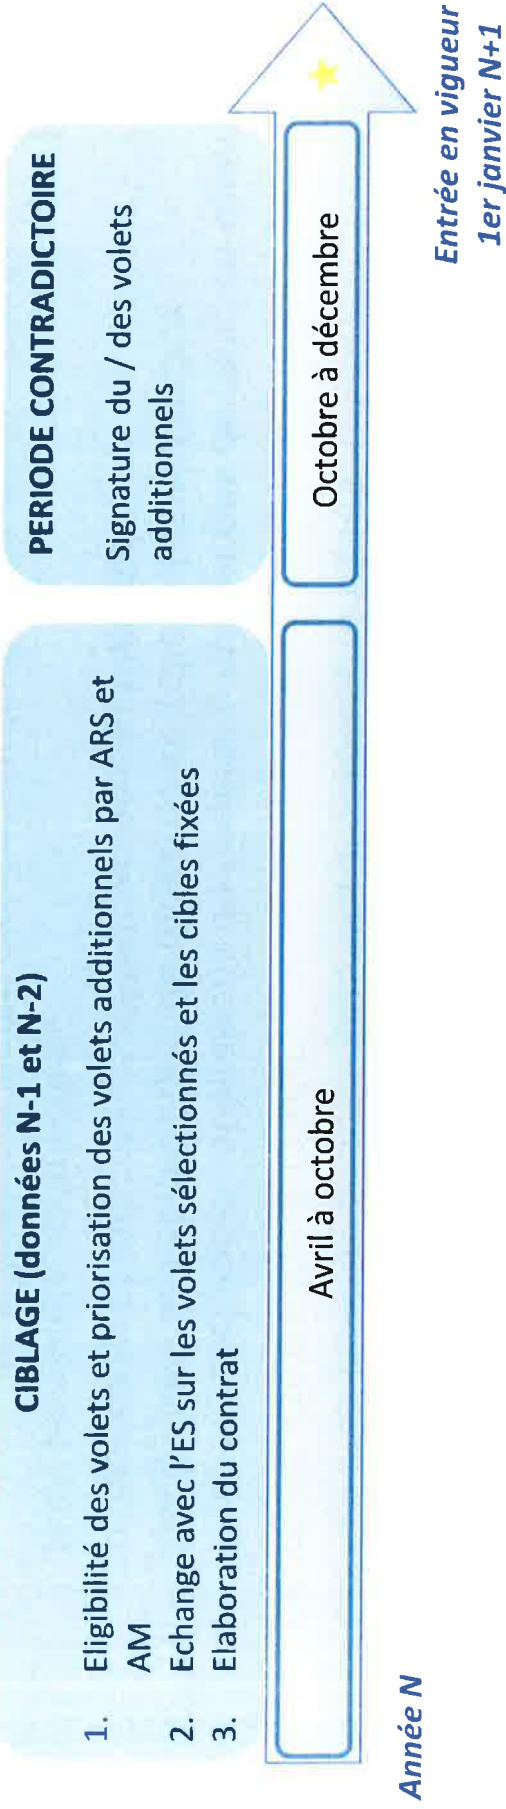 CIBLAGE (données N-1 et N-2)
1. Eligibilité des volets et priorisation des volets additionnels par ARS et
AM
2. Echange avec l'ES sur les volets sélectionnés et les cibles fixées
3. Elaboration du contrat
PERIODE CONTRADICTOIRE
Signature du / des volets
additionnels
Avril à octobre
Octobre à décembre
Année N
Entrée en vigueur
1er janvier N+1